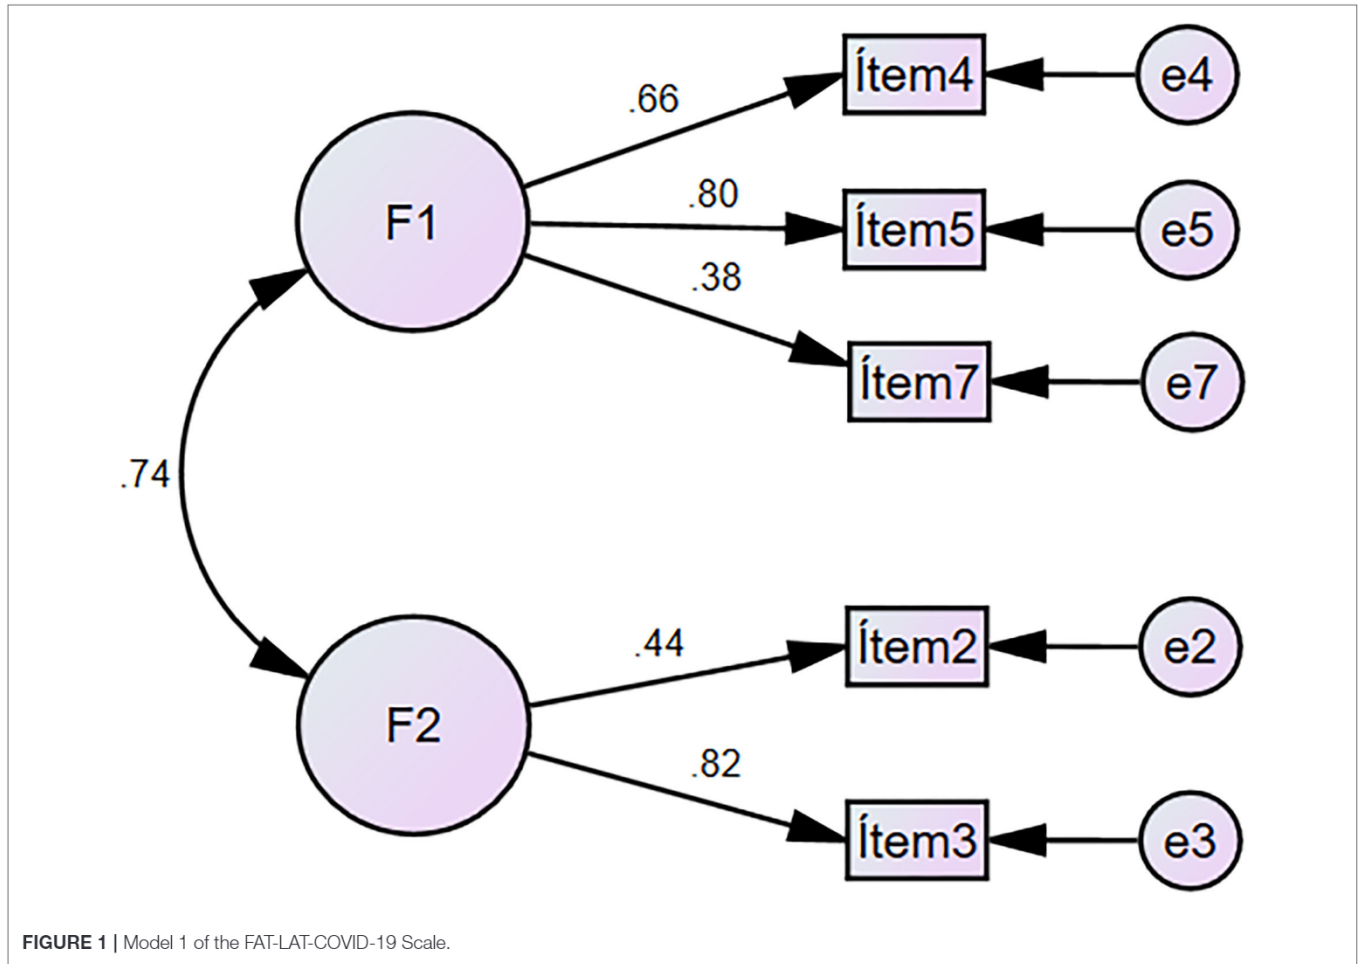 .66
Ítem4
e4
F1
.80
Ítem5
e5
.38
Ítem7
e7
.74
F2
.44
Ítem2
e2
.82
Ítem3
e3
FIGURE 1 | Model 1 of the FAT-LAT-COVID-19 Scale.